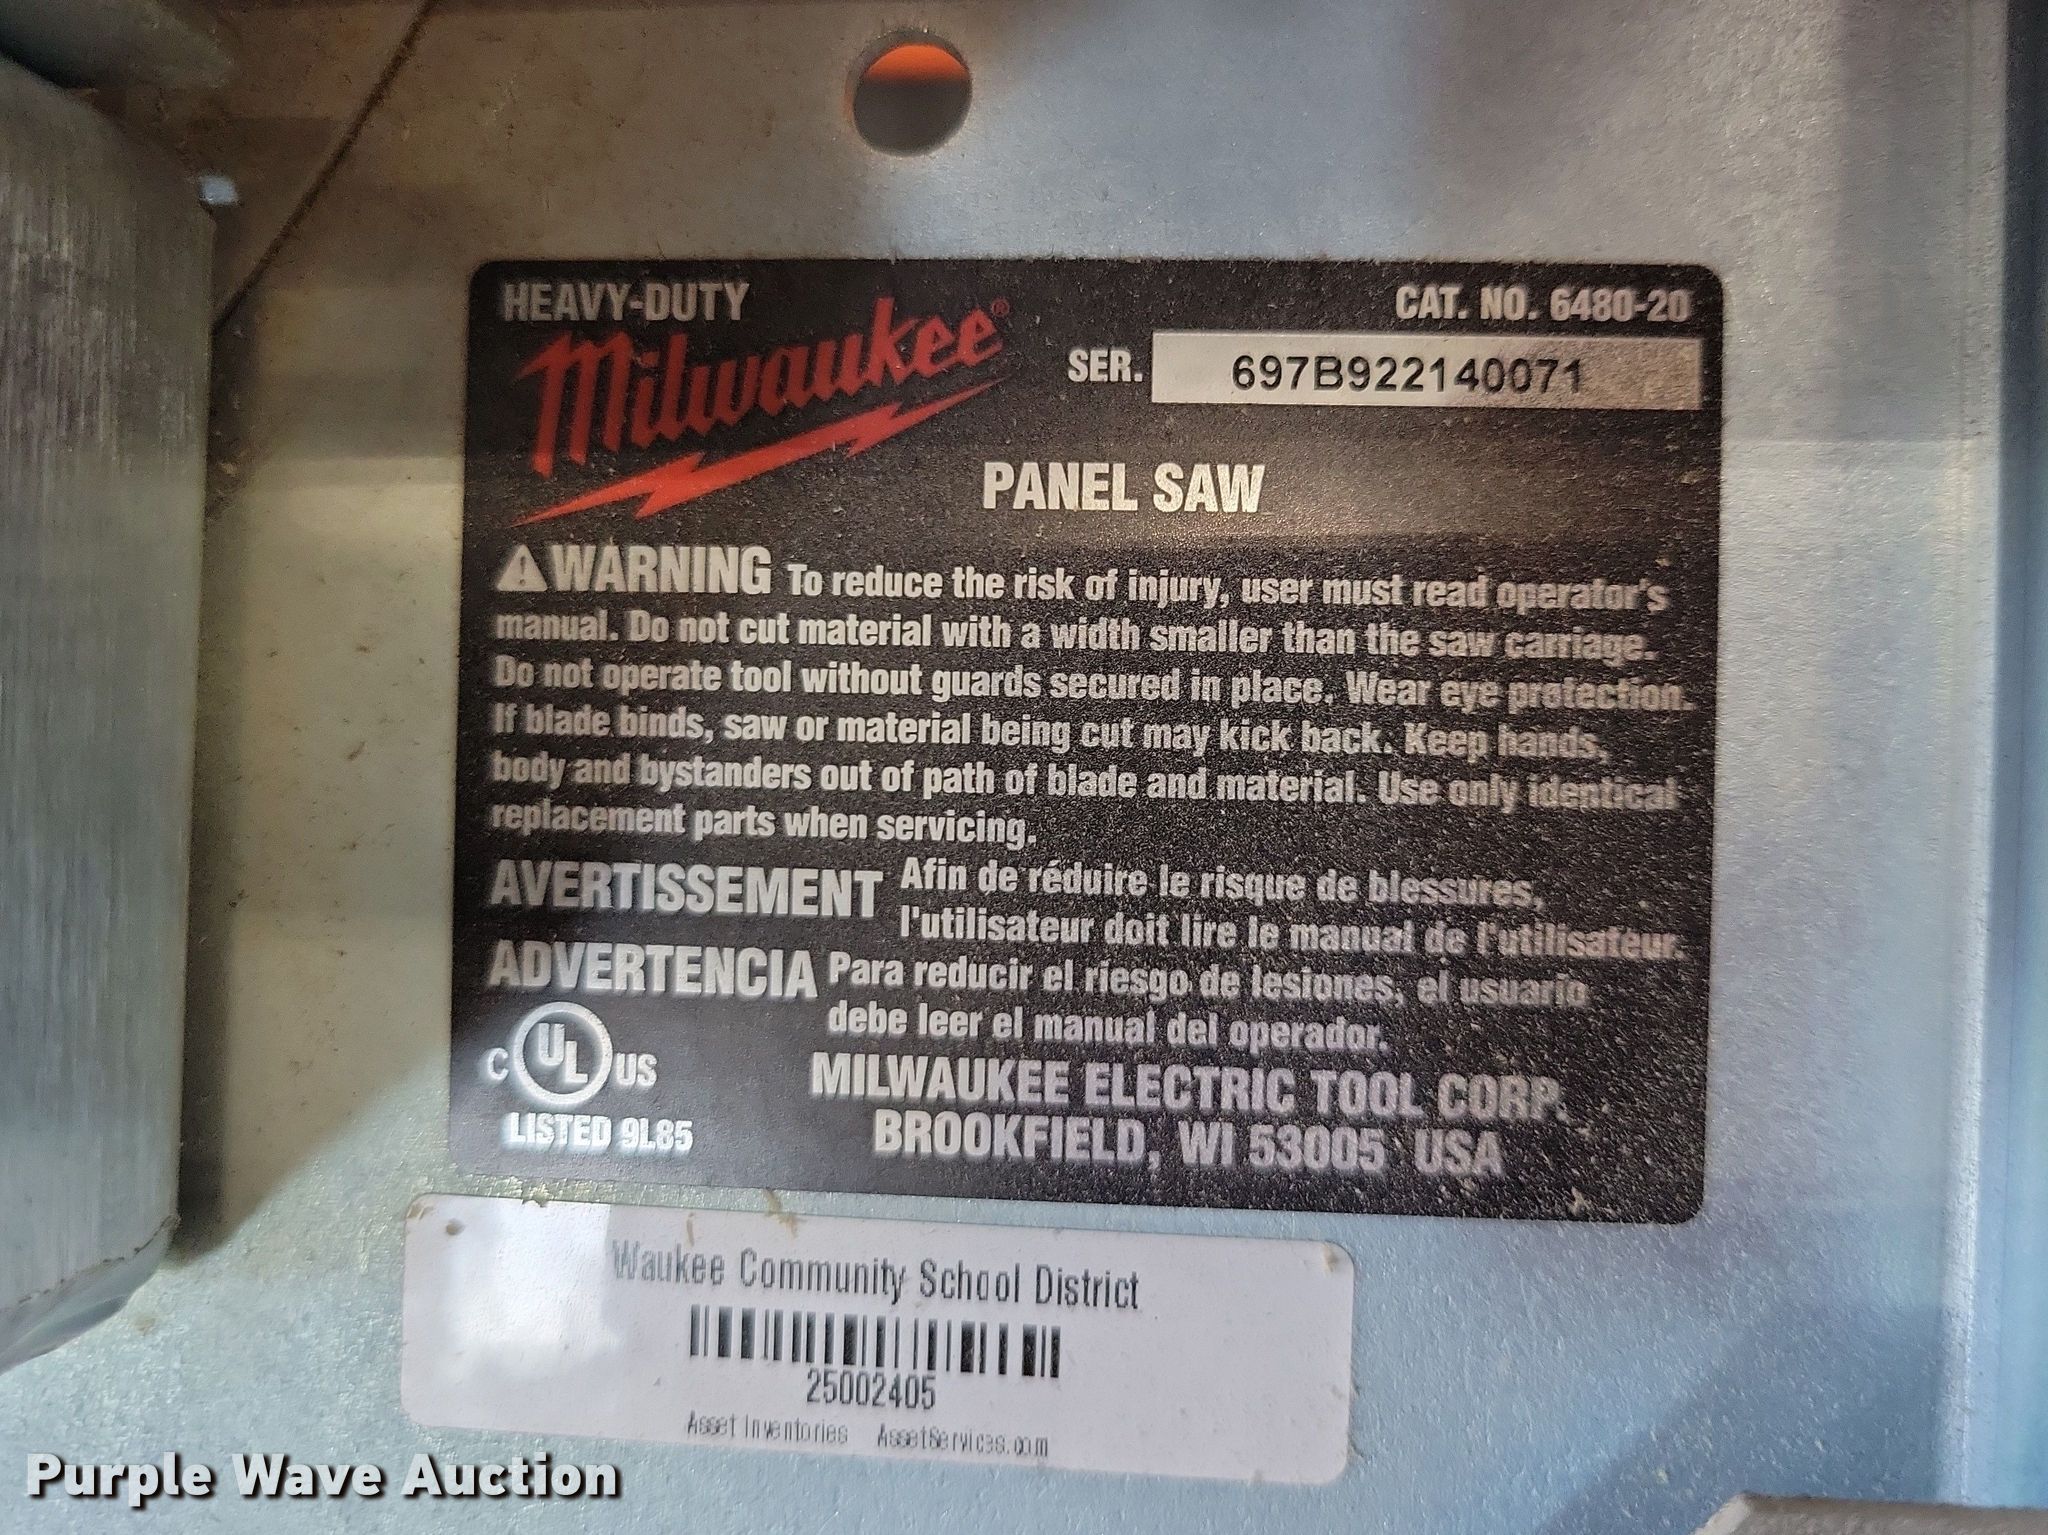 HEAVY-DUTY
Milwaukee®
CAT. NO. 6480-20
SER. 697B922140071
PANEL SAW
⚠WARNING To reduce the risk of injury, user must read operator's
manual. Do not cut material with a width smaller than the saw carriage.
Do not operate tool without guards secured in place. Wear eye protection.
If blade binds, saw or material being cut may kick back. Keep hands,
body and bystanders out of path of blade and material. Use only identical
replacement parts when servicing.
AVERTISSEMENT Afin de réduire le risque de blessures,
l'utilisateur doit lire le manual de l'utilisateur.
ADVERTENCIA Para reducir el riesgo de lesiones, el usuario
debe leer el manual del operador.
C UL US
LISTED 9L85
MILWAUKEE ELECTRIC TOOL CORP.
BROOKFIELD, WI 53005 USA
Waukee Community School District
25002405
Asset Inventories AssetServices.com
Purple Wave Auction